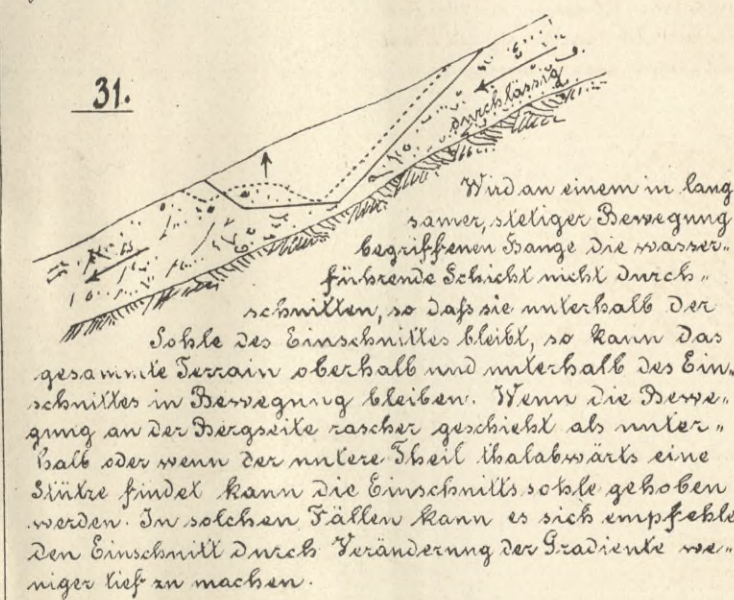 31.
durchlässig
Wird an einem in lang
samer, stetiger Bewegung
begriffenen Hange die wasser„
führende Schicht nicht durch„
schnitten, so daß sie unterhalb der
Sohle des Einschnittes bleibt, so kann das
gesammte Terrain oberhalb und unterhalb des Ein„
schnittes in Bewegung bleiben. Wenn die Bewe„
gung an der Bergseite rascher geschieht als unter„
halb oder wenn der untere Theil thalabwärts eine
Stütze findet kann die Einschnittssohle gehoben
werden. In solchen Fällen kann es sich empfehle
den Einschnitt durch Veränderung der Gradiente we„
niger tief zu machen.